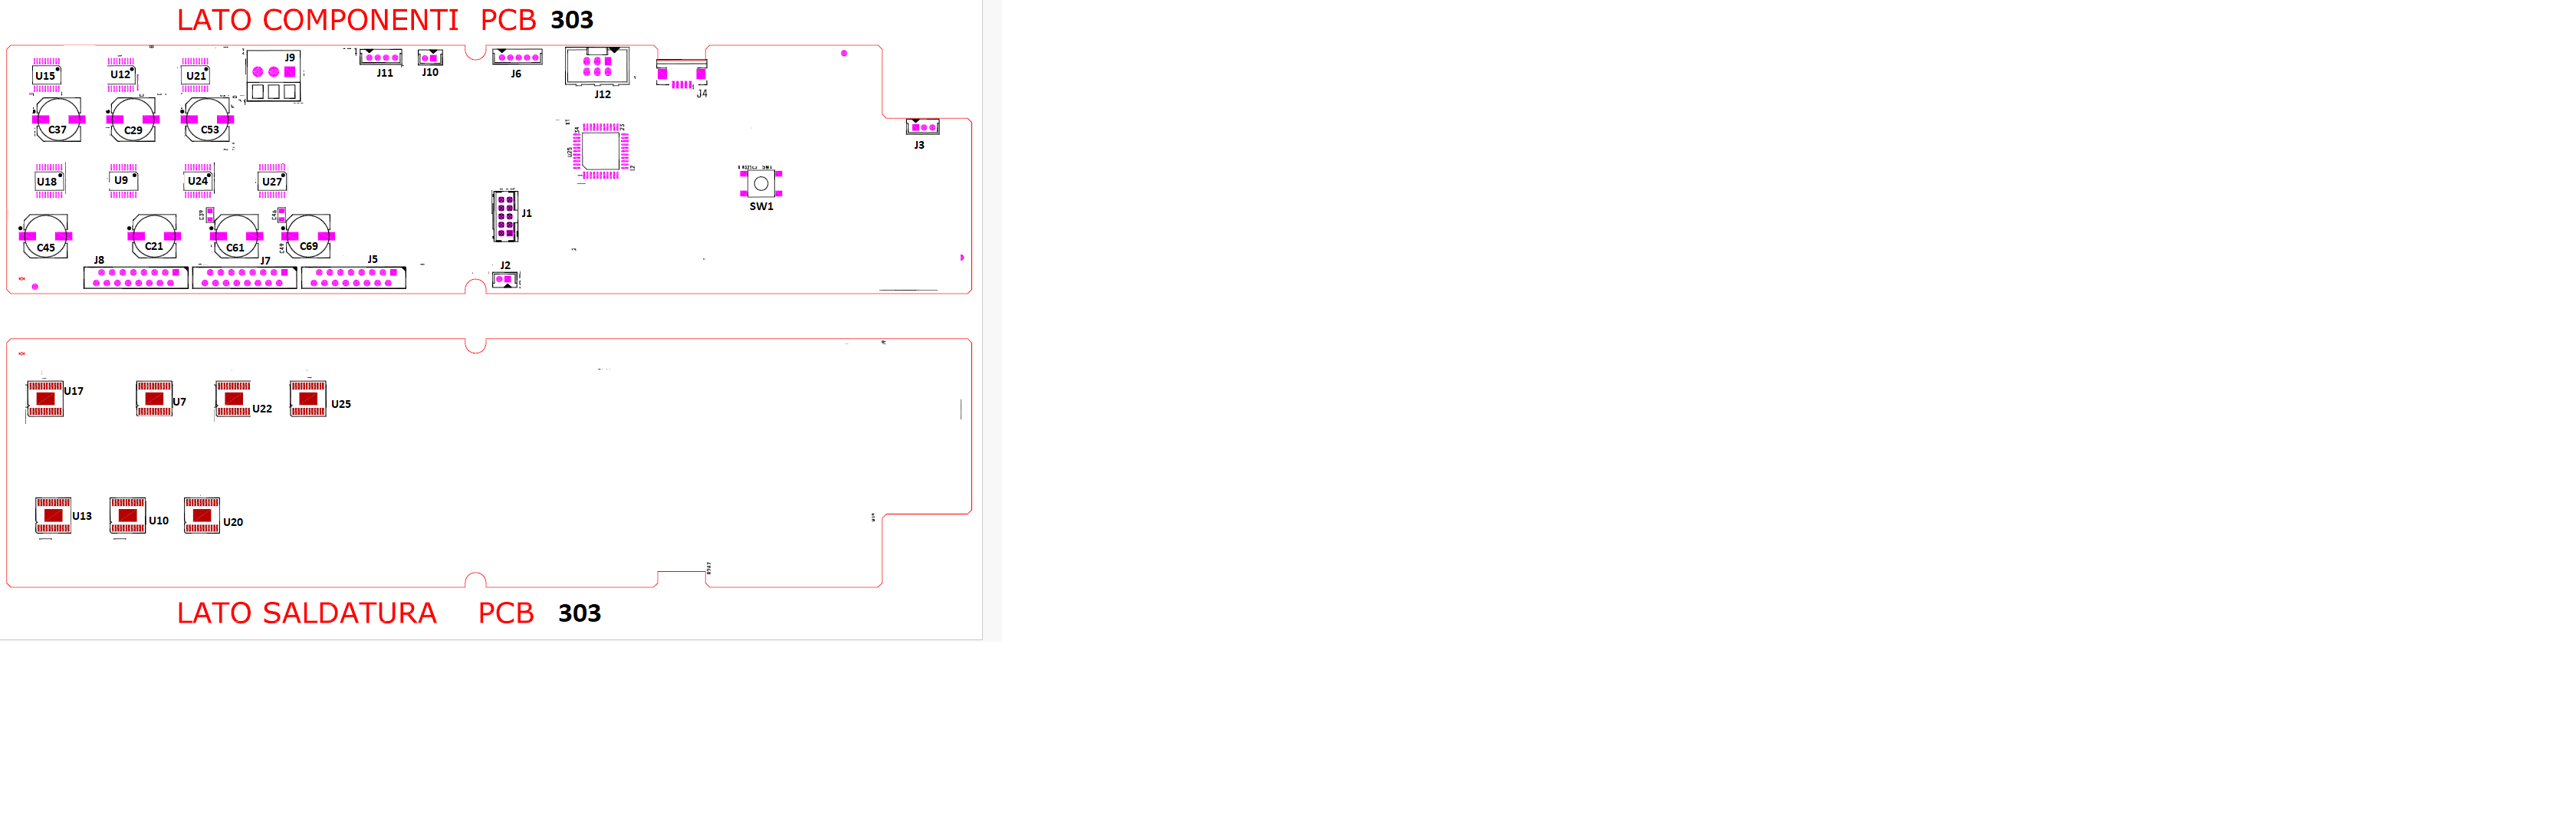 LATO COMPONENTI PCB 303
J9
U15 U12 U21
J11 J10 J6
J12 J4
C37 C29 C53
J3
U18 U9 U24 U27
SW1
J1
C45 C21 C61 C69
J8 J7 J5 J2
U17 U7 U22 U25
U13 U10 U20
LATO SALDATURA PCB 303